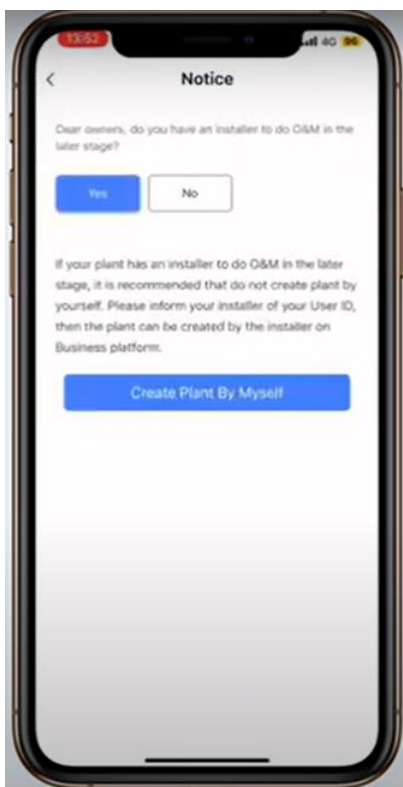 13:52
4G 96
Notice
Dear owners, do you have an installer to do O&M in the
later stage?
Yes No
If your plant has an installer to do O&M in the later
stage, it is recommended that do not create plant by
yourself. Please inform your installer of your User ID,
then the plant can be created by the installer on
Business platform.
Create Plant By Myself